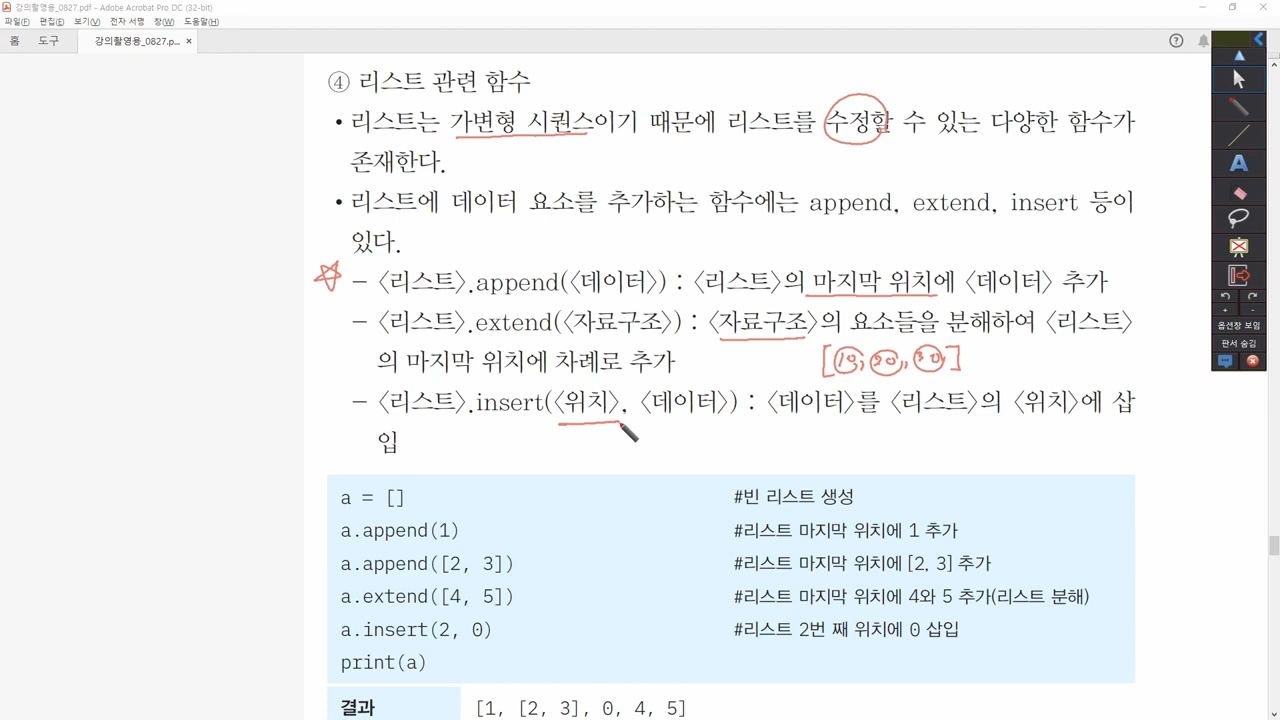 강의촬영용_0827.pdf - Adobe Acrobat Pro DC (32-bit)
파일(F) 편집(E) 보기(V) 전자 서명 창(W) 도움말(H)
홈 도구 강의촬영용_0827.p... ×
④ 리스트 관련 함수
• 리스트는 가변형 시퀀스이기 때문에 리스트를 수정할 수 있는 다양한 함수가
존재한다.
• 리스트에 데이터 요소를 추가하는 함수에는 append, extend, insert 등이
있다.
- 〈리스트〉.append(〈데이터〉) : 〈리스트〉의 마지막 위치에 〈데이터〉 추가
- 〈리스트〉.extend(〈자료구조〉) : 〈자료구조〉의 요소들을 분해하여 〈리스트〉
의 마지막 위치에 차례로 추가
[10, 20, 30]
- 〈리스트〉.insert(〈위치〉, 〈데이터〉) : 〈데이터〉를 〈리스트〉의 〈위치〉에 삽
입
a = [] #빈 리스트 생성
a.append(1) #리스트 마지막 위치에 1 추가
a.append([2, 3]) #리스트 마지막 위치에 [2, 3] 추가
a.extend([4, 5]) #리스트 마지막 위치에 4와 5 추가(리스트 분해)
a.insert(2, 0) #리스트 2번 째 위치에 0 삽입
print(a)
결과 [1, [2, 3], 0, 4, 5]
A
옵션창 보임
판서 숨김